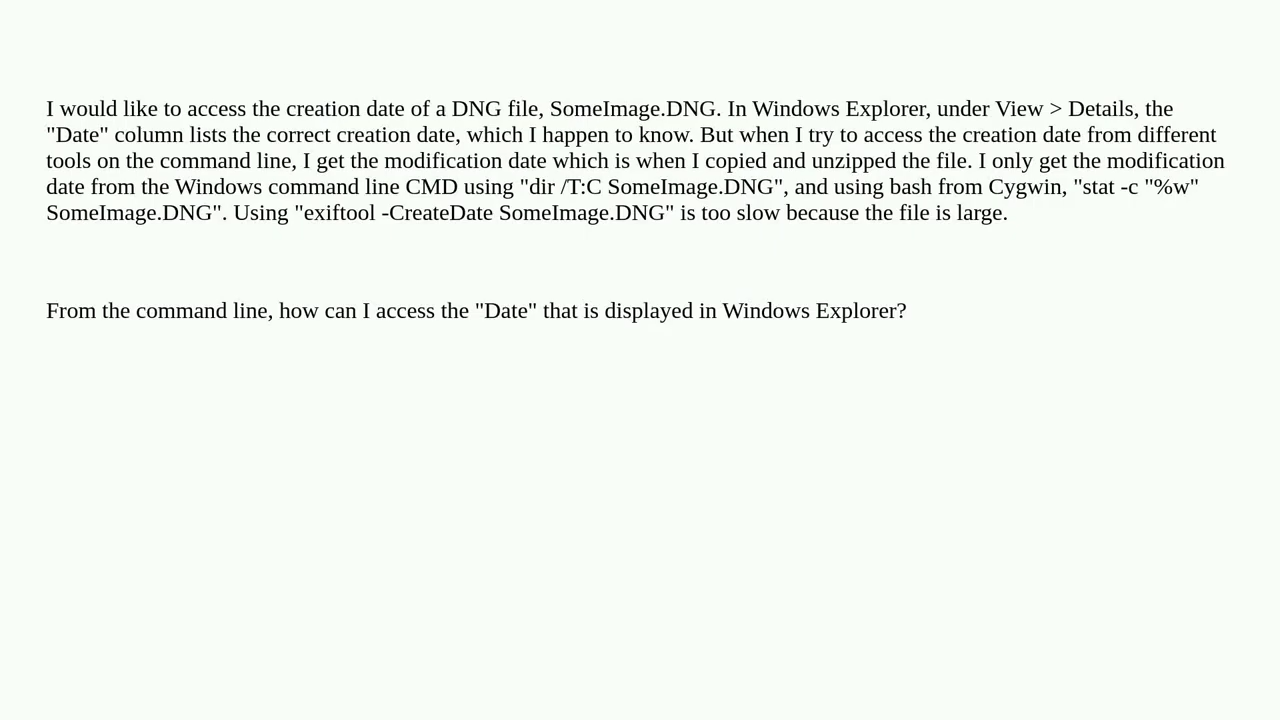 I would like to access the creation date of a DNG file, SomeImage.DNG. In Windows Explorer, under View > Details, the
"Date" column lists the correct creation date, which I happen to know. But when I try to access the creation date from different
tools on the command line, I get the modification date which is when I copied and unzipped the file. I only get the modification
date from the Windows command line CMD using "dir /T:C SomeImage.DNG", and using bash from Cygwin, "stat -c "%w"
SomeImage.DNG". Using "exiftool -CreateDate SomeImage.DNG" is too slow because the file is large.
From the command line, how can I access the "Date" that is displayed in Windows Explorer?